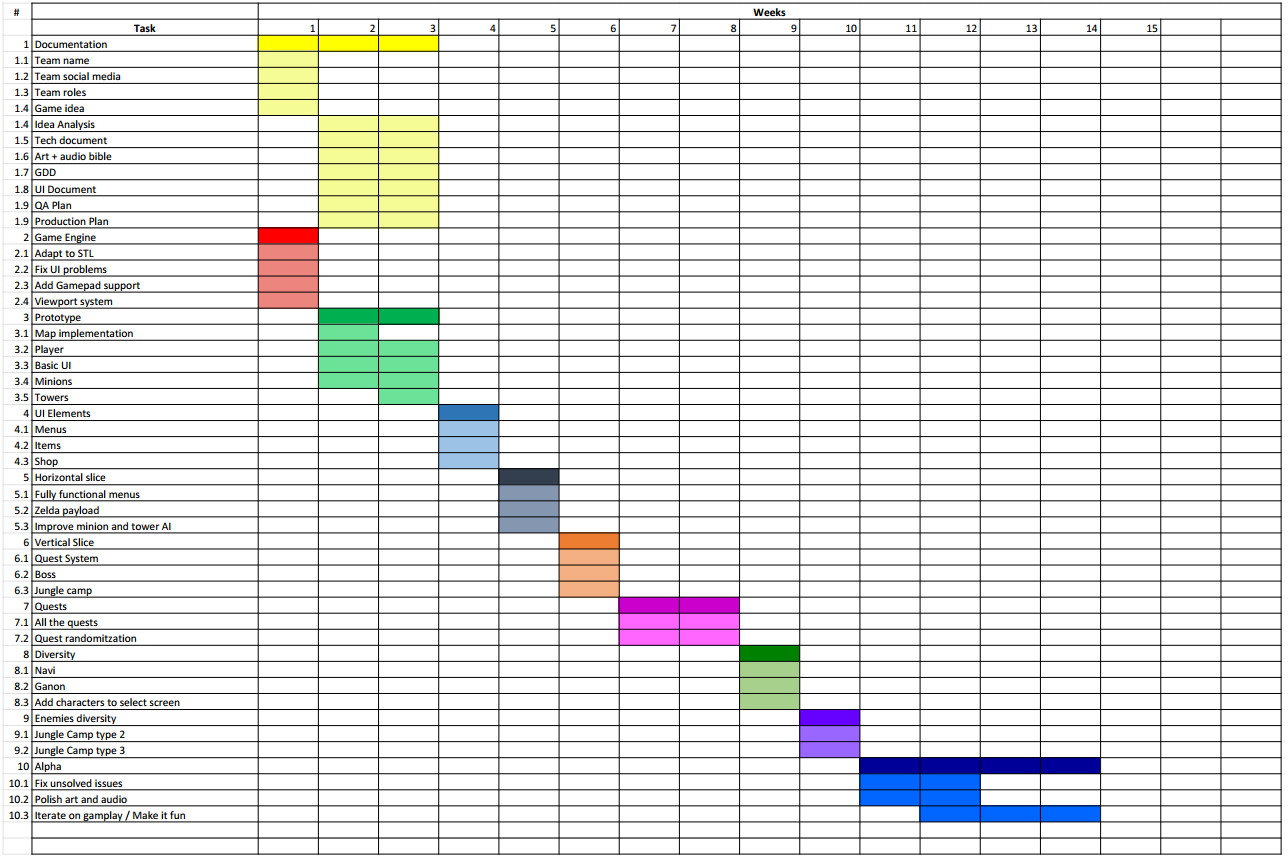 # Weeks
Task 1 2 3 4 5 6 7 8 9 10 11 12 13 14 15
1 Documentation
1.1 Team name
1.2 Team social media
1.3 Team roles
1.4 Game idea
1.4 Idea Analysis
1.5 Tech document
1.6 Art + audio bible
1.7 GDD
1.8 UI Document
1.9 QA Plan
1.9 Production Plan
2 Game Engine
2.1 Adapt to STL
2.2 Fix UI problems
2.3 Add Gamepad support
2.4 Viewport system
3 Prototype
3.1 Map implementation
3.2 Player
3.3 Basic UI
3.4 Minions
3.5 Towers
4 UI Elements
4.1 Menus
4.2 Items
4.3 Shop
5 Horizontal slice
5.1 Fully functional menus
5.2 Zelda payload
5.3 Improve minion and tower AI
6 Vertical Slice
6.1 Quest System
6.2 Boss
6.3 Jungle camp
7 Quests
7.1 All the quests
7.2 Quest randomitzation
8 Diversity
8.1 Navi
8.2 Ganon
8.3 Add characters to select screen
9 Enemies diversity
9.1 Jungle Camp type 2
9.2 Jungle Camp type 3
10 Alpha
10.1 Fix unsolved issues
10.2 Polish art and audio
10.3 Iterate on gamplay / Make it fun